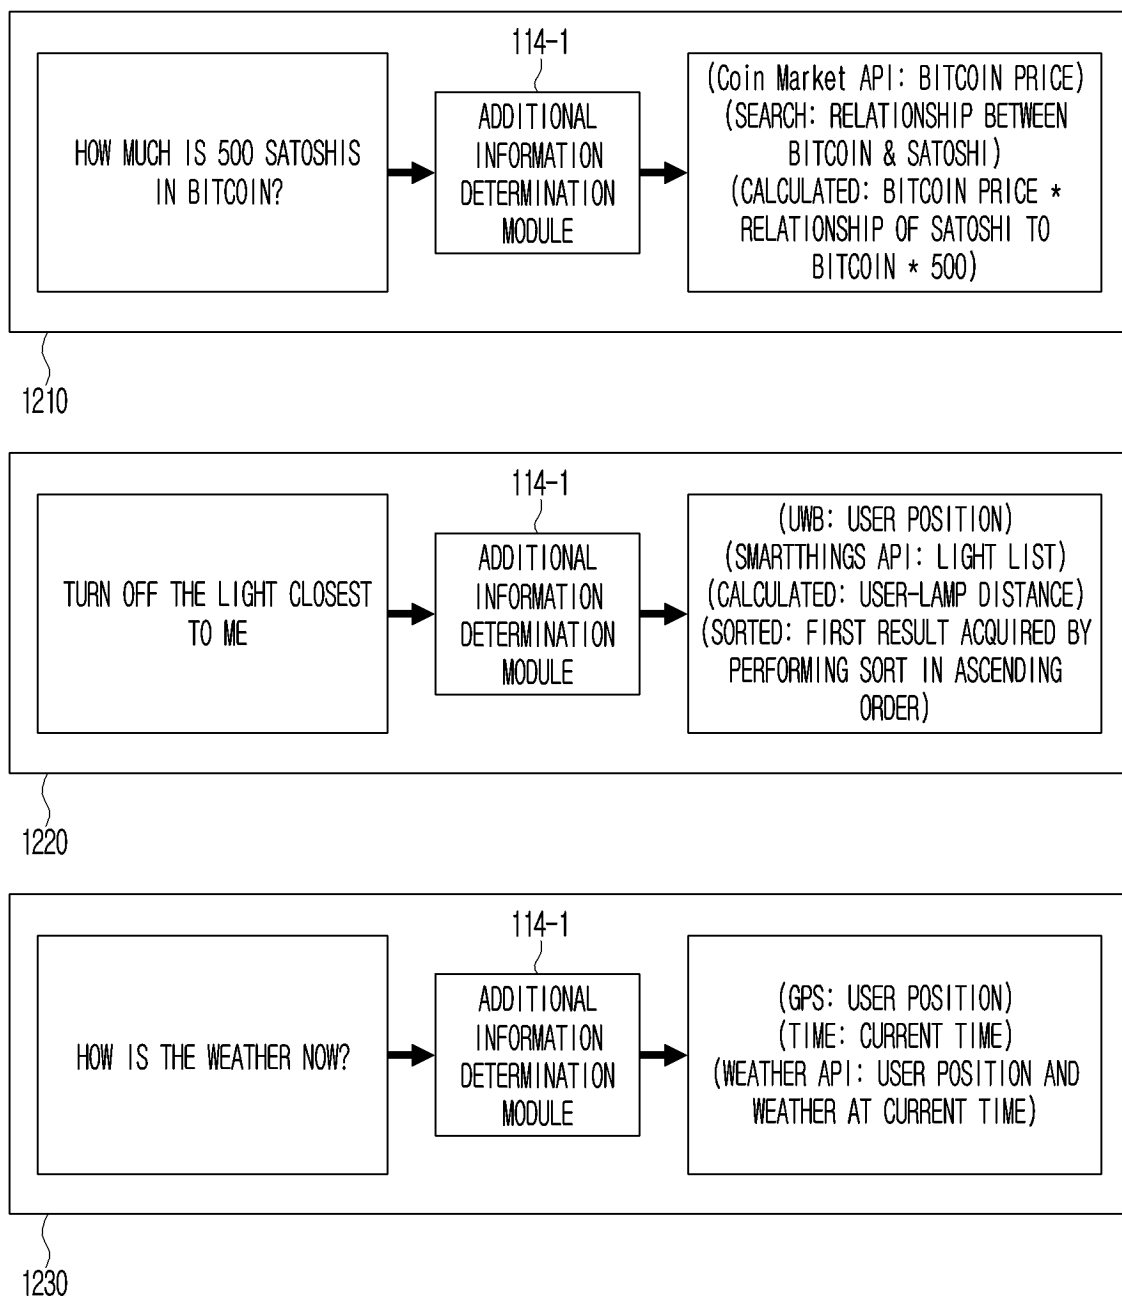 114-1
HOW MUCH IS 500 SATOSHIS
IN BITCOIN?
ADDITIONAL
INFORMATION
DETERMINATION
MODULE
(Coin Market API: BITCOIN PRICE)
(SEARCH: RELATIONSHIP BETWEEN
BITCOIN & SATOSHI)
(CALCULATED: BITCOIN PRICE *
RELATIONSHIP OF SATOSHI TO
BITCOIN * 500)
1210
114-1
TURN OFF THE LIGHT CLOSEST
TO ME
ADDITIONAL
INFORMATION
DETERMINATION
MODULE
(UWB: USER POSITION)
(SMARTTHINGS API: LIGHT LIST)
(CALCULATED: USER-LAMP DISTANCE)
(SORTED: FIRST RESULT ACQUIRED BY
PERFORMING SORT IN ASCENDING
ORDER)
1220
114-1
HOW IS THE WEATHER NOW?
ADDITIONAL
INFORMATION
DETERMINATION
MODULE
(GPS: USER POSITION)
(TIME: CURRENT TIME)
(WEATHER API: USER POSITION AND
WEATHER AT CURRENT TIME)
1230